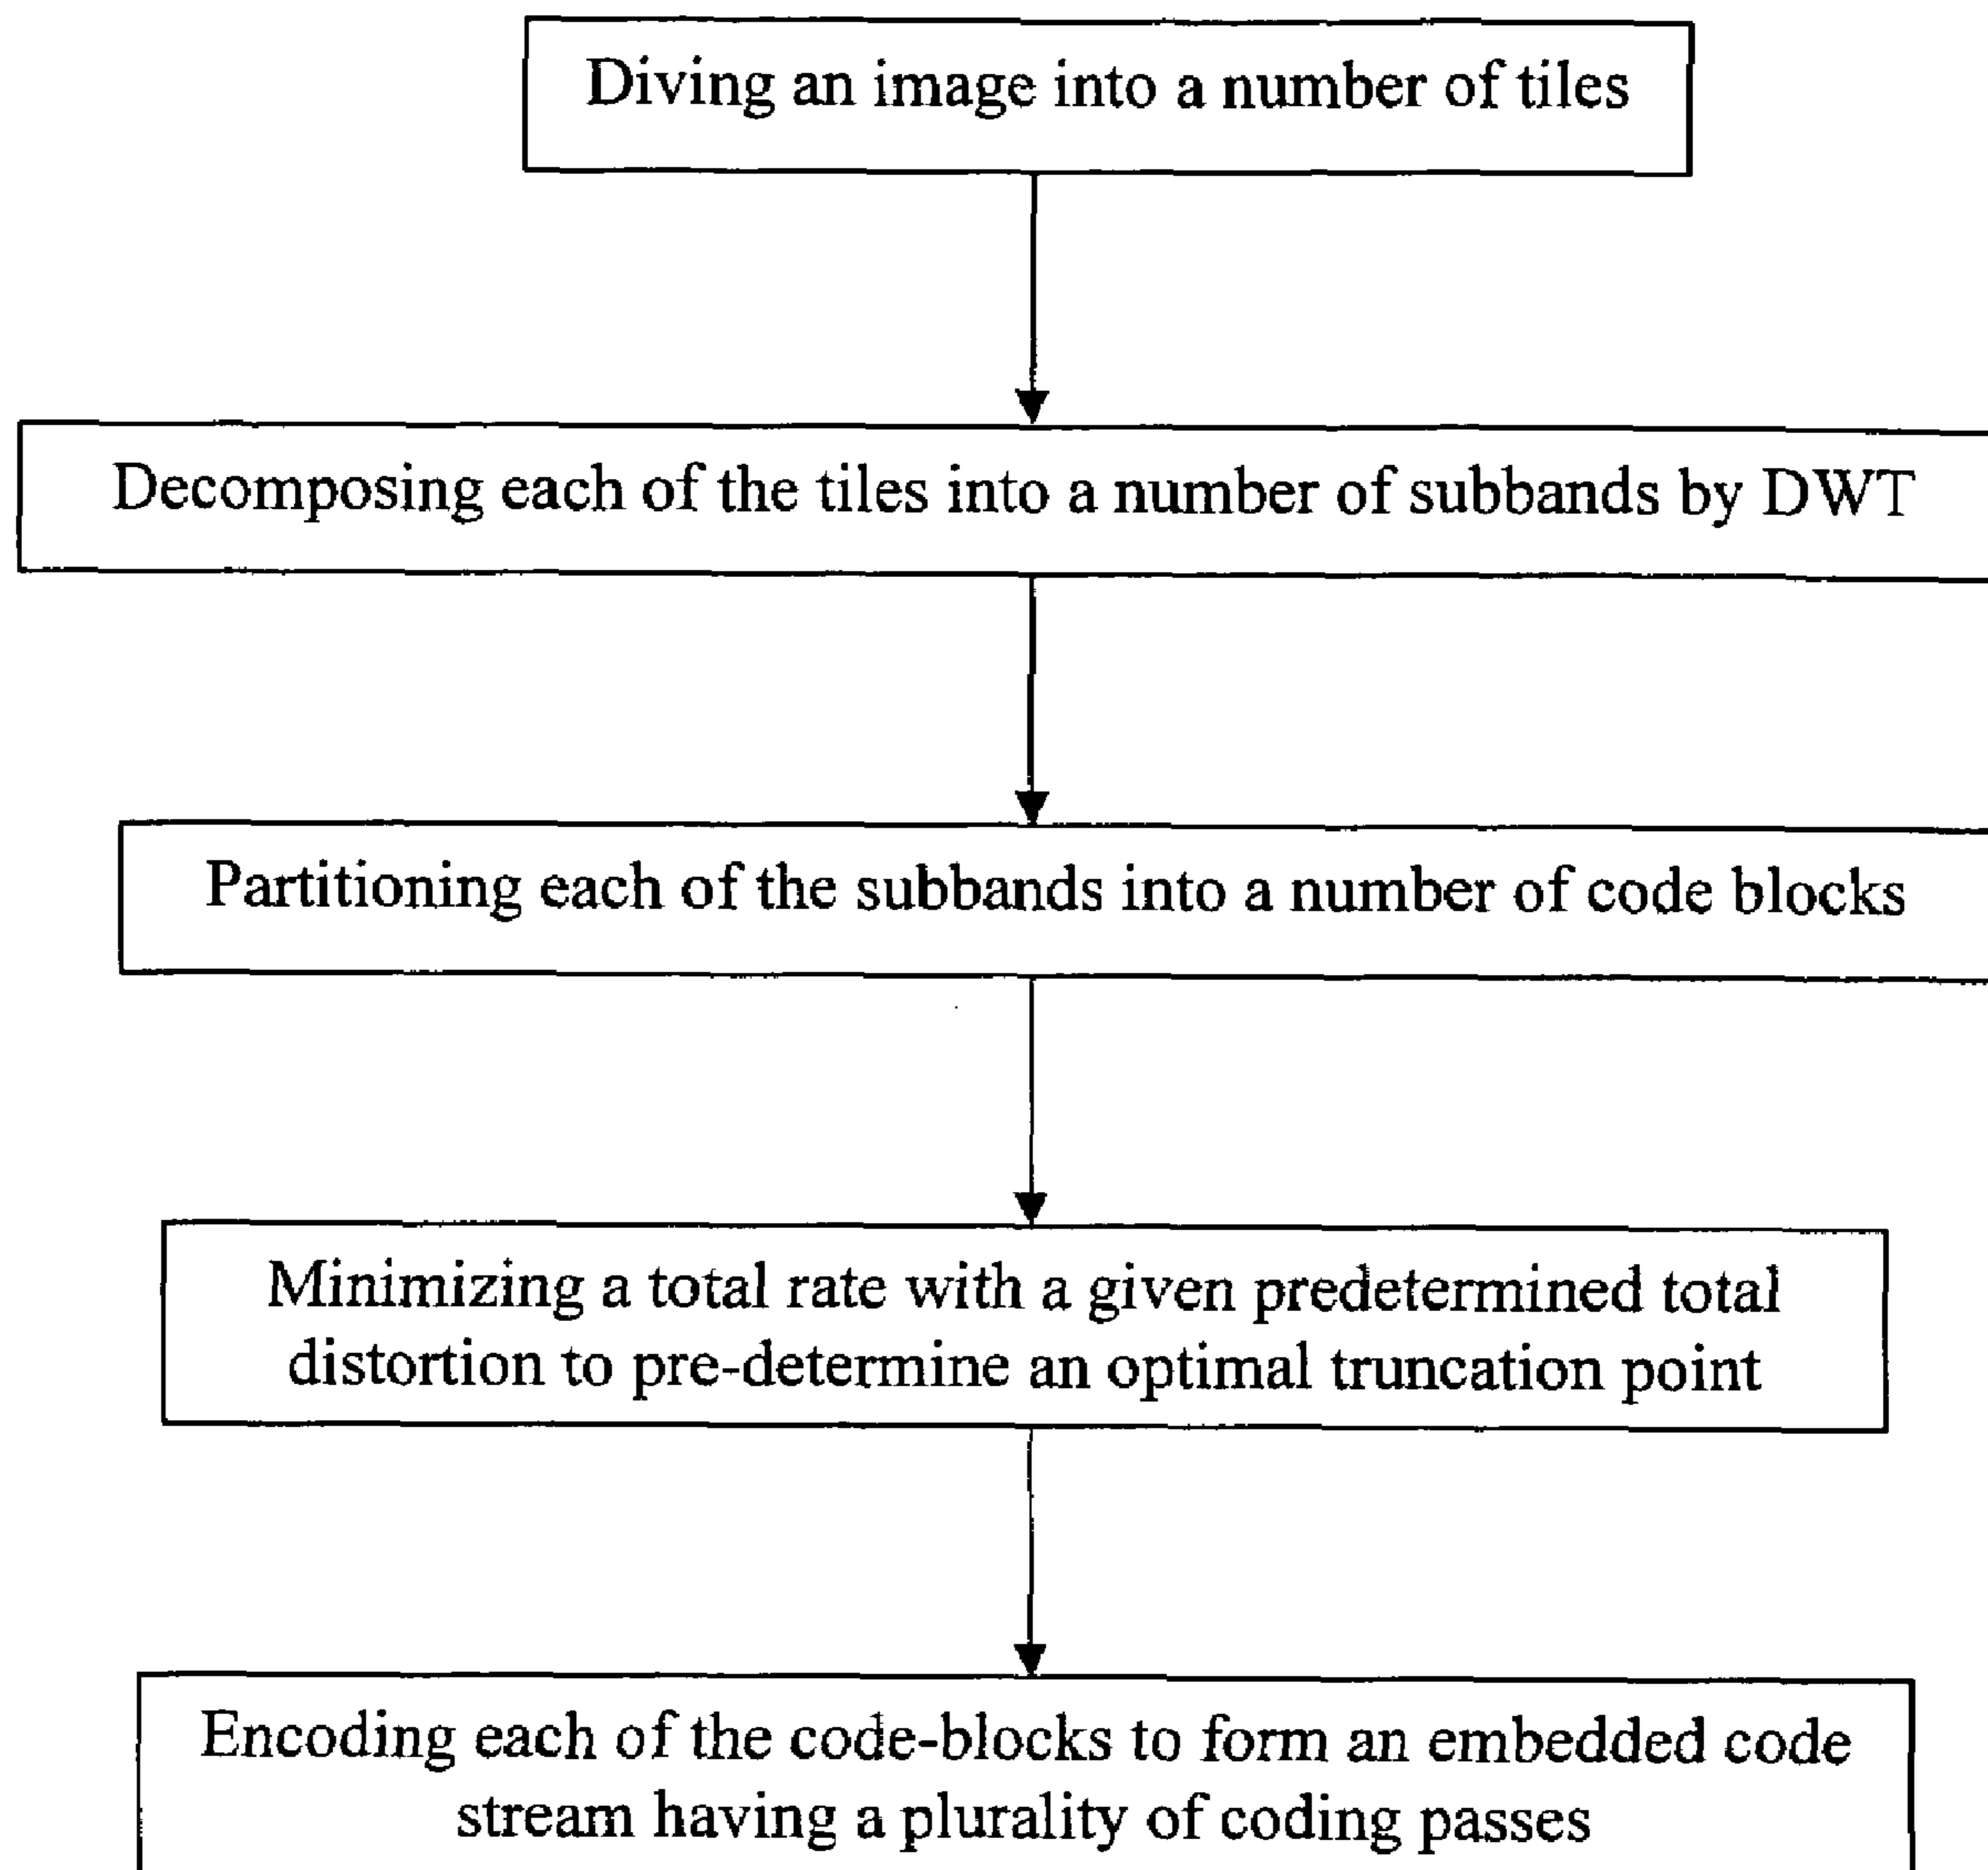 Diving an image into a number of tiles
Decomposing each of the tiles into a number of subbands by DWT
Partitioning each of the subbands into a number of code blocks
Minimizing a total rate with a given predetermined total
distortion to pre-determine an optimal truncation point
Encoding each of the code-blocks to form an embedded code
stream having a plurality of coding passes